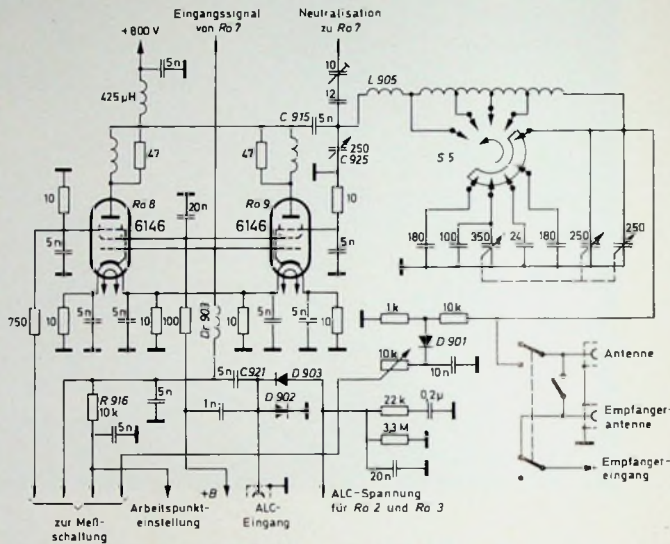 Eingangssignal
von Rö 7
Neutralisation
zu Rö 7
+800 V
5n
10
12
425 µH
L 905
C 915
5n
47
47
250
C 925
S 5
10
Rö 8
6146
20n
Rö 9
6146
10
5n
5n
180
100
350
24
180
250
250
750
10
5n
5n
10
100
10
5n
5n
10
Dr 903
1k
10k
D 901
10k
10n
5n
C 921
D 903
R 916
10k
5n
D 902
1n
5n
22k
0,2µ
3,3 M
20n
Antenne
Empfänger-
antenne
Empfänger-
eingang
+B
zur Meß-
schaltung
Arbeitspunkt-
einstellung
ALC-
Eingang
ALC-Spannung
für Rö 2 und Rö 3